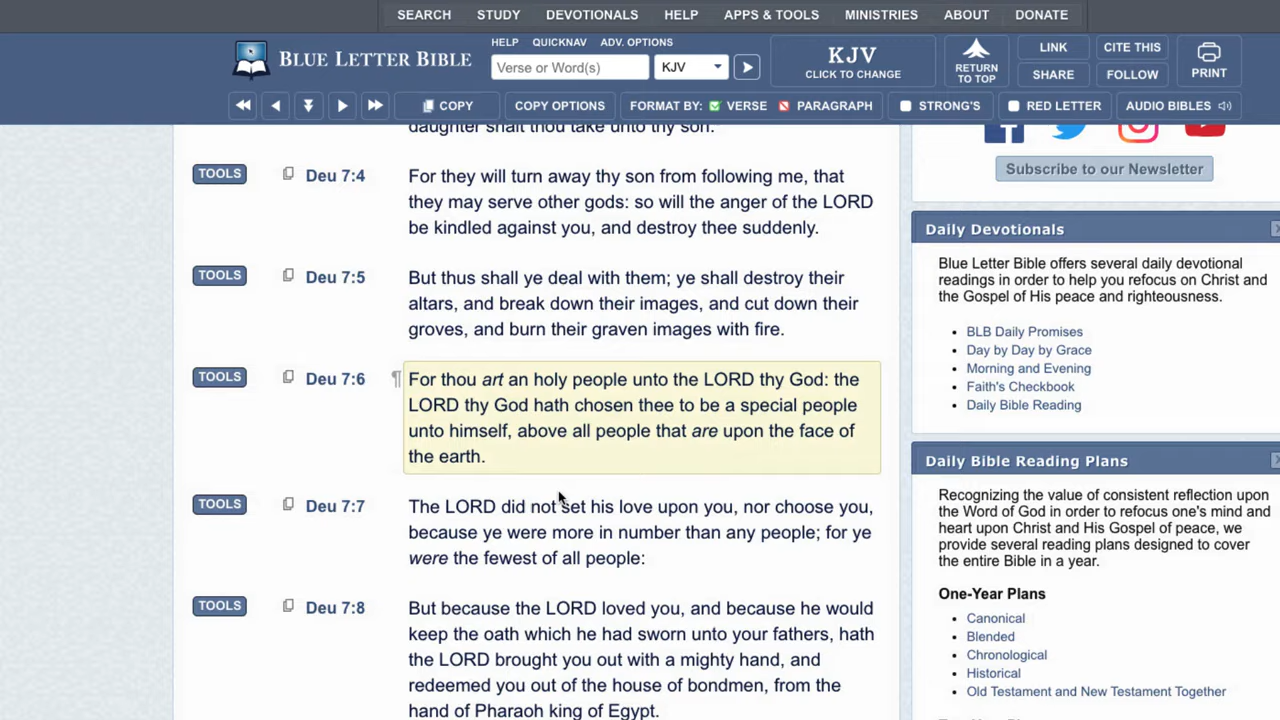 SEARCH STUDY DEVOTIONALS HELP APPS & TOOLS MINISTRIES ABOUT DONATE
BLUE LETTER BIBLE
HELP QUICKNAV ADV. OPTIONS
Verse or Word(s) KJV
KJV
CLICK TO CHANGE
RETURN
TO TOP
LINK CITE THIS
SHARE FOLLOW
PRINT
COPY COPY OPTIONS FORMAT BY: VERSE PARAGRAPH STRONG'S RED LETTER AUDIO BIBLES
daughter shalt thou take unto thy son.
TOOLS Deu 7:4 For they will turn away thy son from following me, that
they may serve other gods: so will the anger of the LORD
be kindled against you, and destroy thee suddenly.
TOOLS Deu 7:5 But thus shall ye deal with them; ye shall destroy their
altars, and break down their images, and cut down their
groves, and burn their graven images with fire.
TOOLS Deu 7:6 ¶ For thou art an holy people unto the LORD thy God: the
LORD thy God hath chosen thee to be a special people
unto himself, above all people that are upon the face of
the earth.
TOOLS Deu 7:7 The LORD did not set his love upon you, nor choose you,
because ye were more in number than any people; for ye
were the fewest of all people:
TOOLS Deu 7:8 But because the LORD loved you, and because he would
keep the oath which he had sworn unto your fathers, hath
the LORD brought you out with a mighty hand, and
redeemed you out of the house of bondmen, from the
hand of Pharaoh king of Egypt.
Subscribe to our Newsletter
Daily Devotionals
Blue Letter Bible offers several daily devotional
readings in order to help you refocus on Christ and
the Gospel of His peace and righteousness.
BLB Daily Promises
Day by Day by Grace
Morning and Evening
Faith's Checkbook
Daily Bible Reading
Daily Bible Reading Plans
Recognizing the value of consistent reflection upon
the Word of God in order to refocus one's mind and
heart upon Christ and His Gospel of peace, we
provide several reading plans designed to cover
the entire Bible in a year.
One-Year Plans
Canonical
Blended
Chronological
Historical
Old Testament and New Testament Together